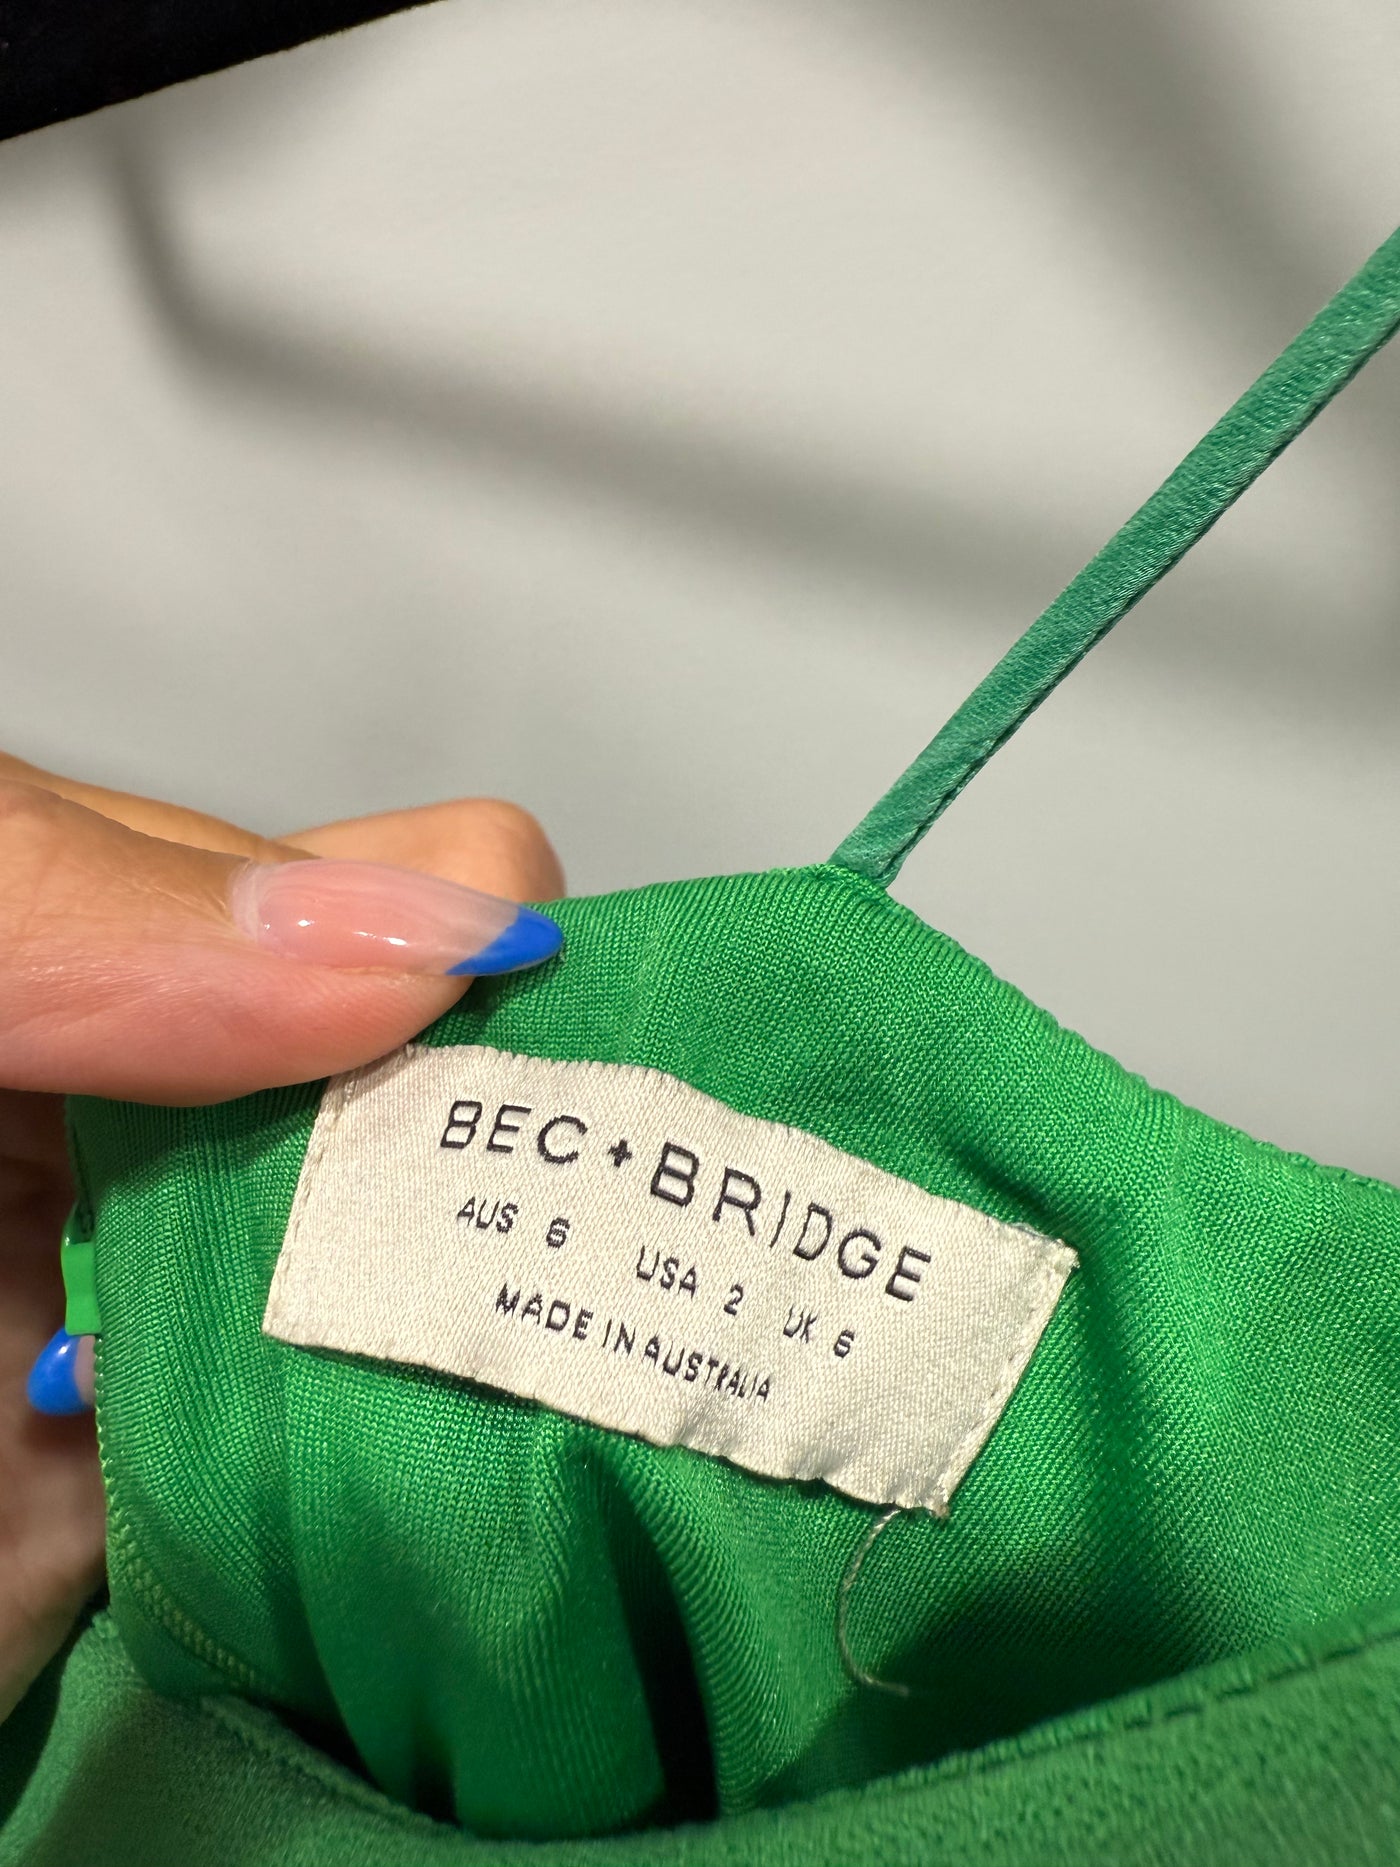 BEC+BRIDGE
AUS 6 USA 2 UK 6
MADE IN AUSTRALIA